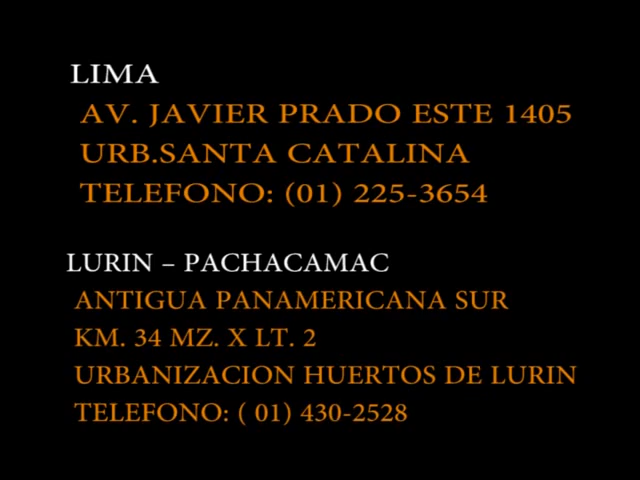 LIMA
AV. JAVIER PRADO ESTE 1405
URB.SANTA CATALINA
TELEFONO: (01) 225-3654
LURIN – PACHACAMAC
ANTIGUA PANAMERICANA SUR
KM. 34 MZ. X LT. 2
URBANIZACION HUERTOS DE LURIN
TELEFONO: ( 01) 430-2528